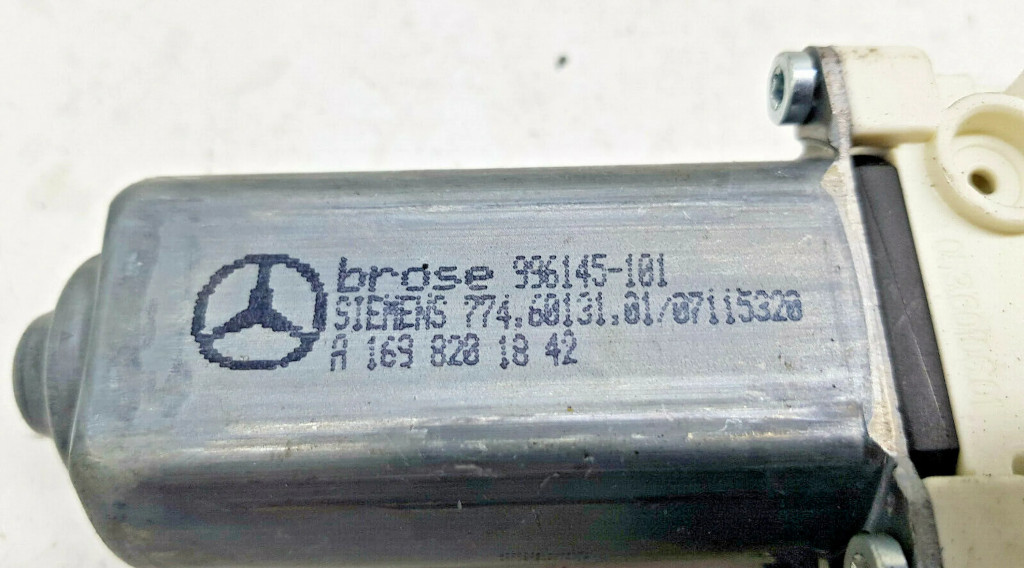 brose 996145-101
SIEMENS 774.60131.01/07115320
A 169 820 18 42